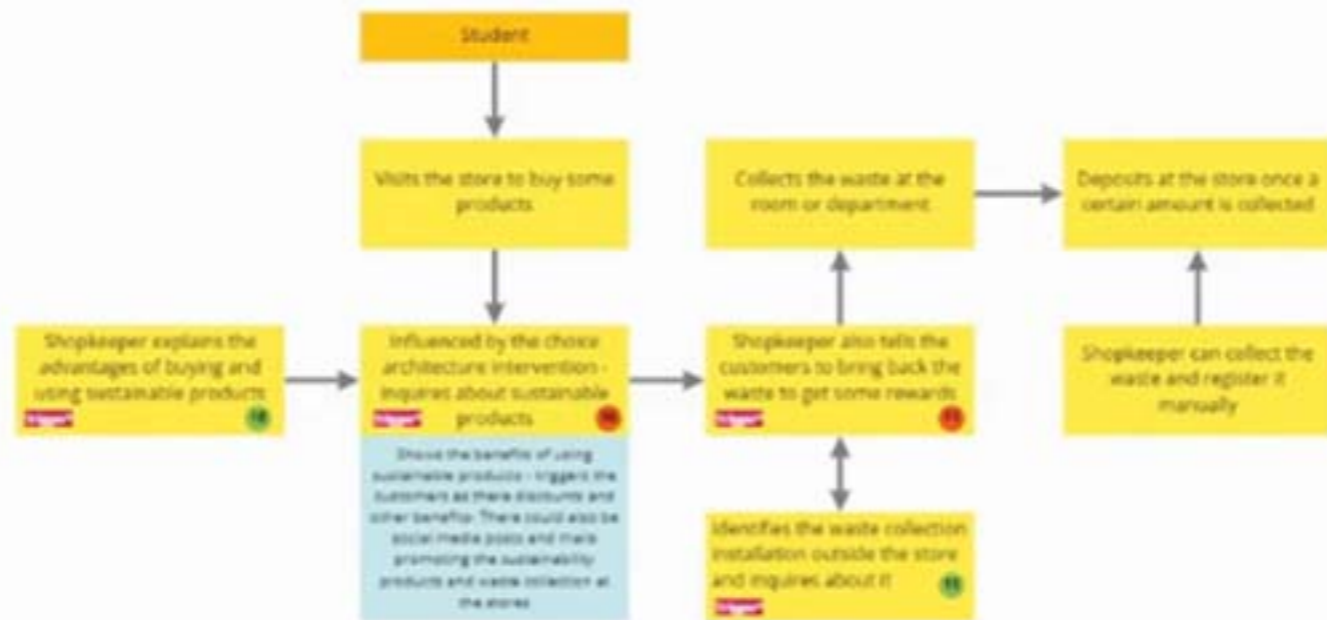 Student
Visits the store to buy some
products
Collects the waste at the
room or department
Deposits at the store once a
certain amount is collected
Shopkeeper explains the
advantages of buying and
using sustainable products
trigger
Influenced by the choice
architecture intervention -
inquires about sustainable
products
trigger
Shopkeeper also tells the
customers to bring back the
waste to get some rewards
trigger
Shopkeeper can collect the
waste and register it
manually
Shows the benefits of using
sustainable products - triggers the
customers as there discounts and
other benefits. There could also be
social media posts and mails
promoting the sustainability
products and waste collection at
the stores
Identifies the waste collection
installation outside the store
and inquires about it
trigger